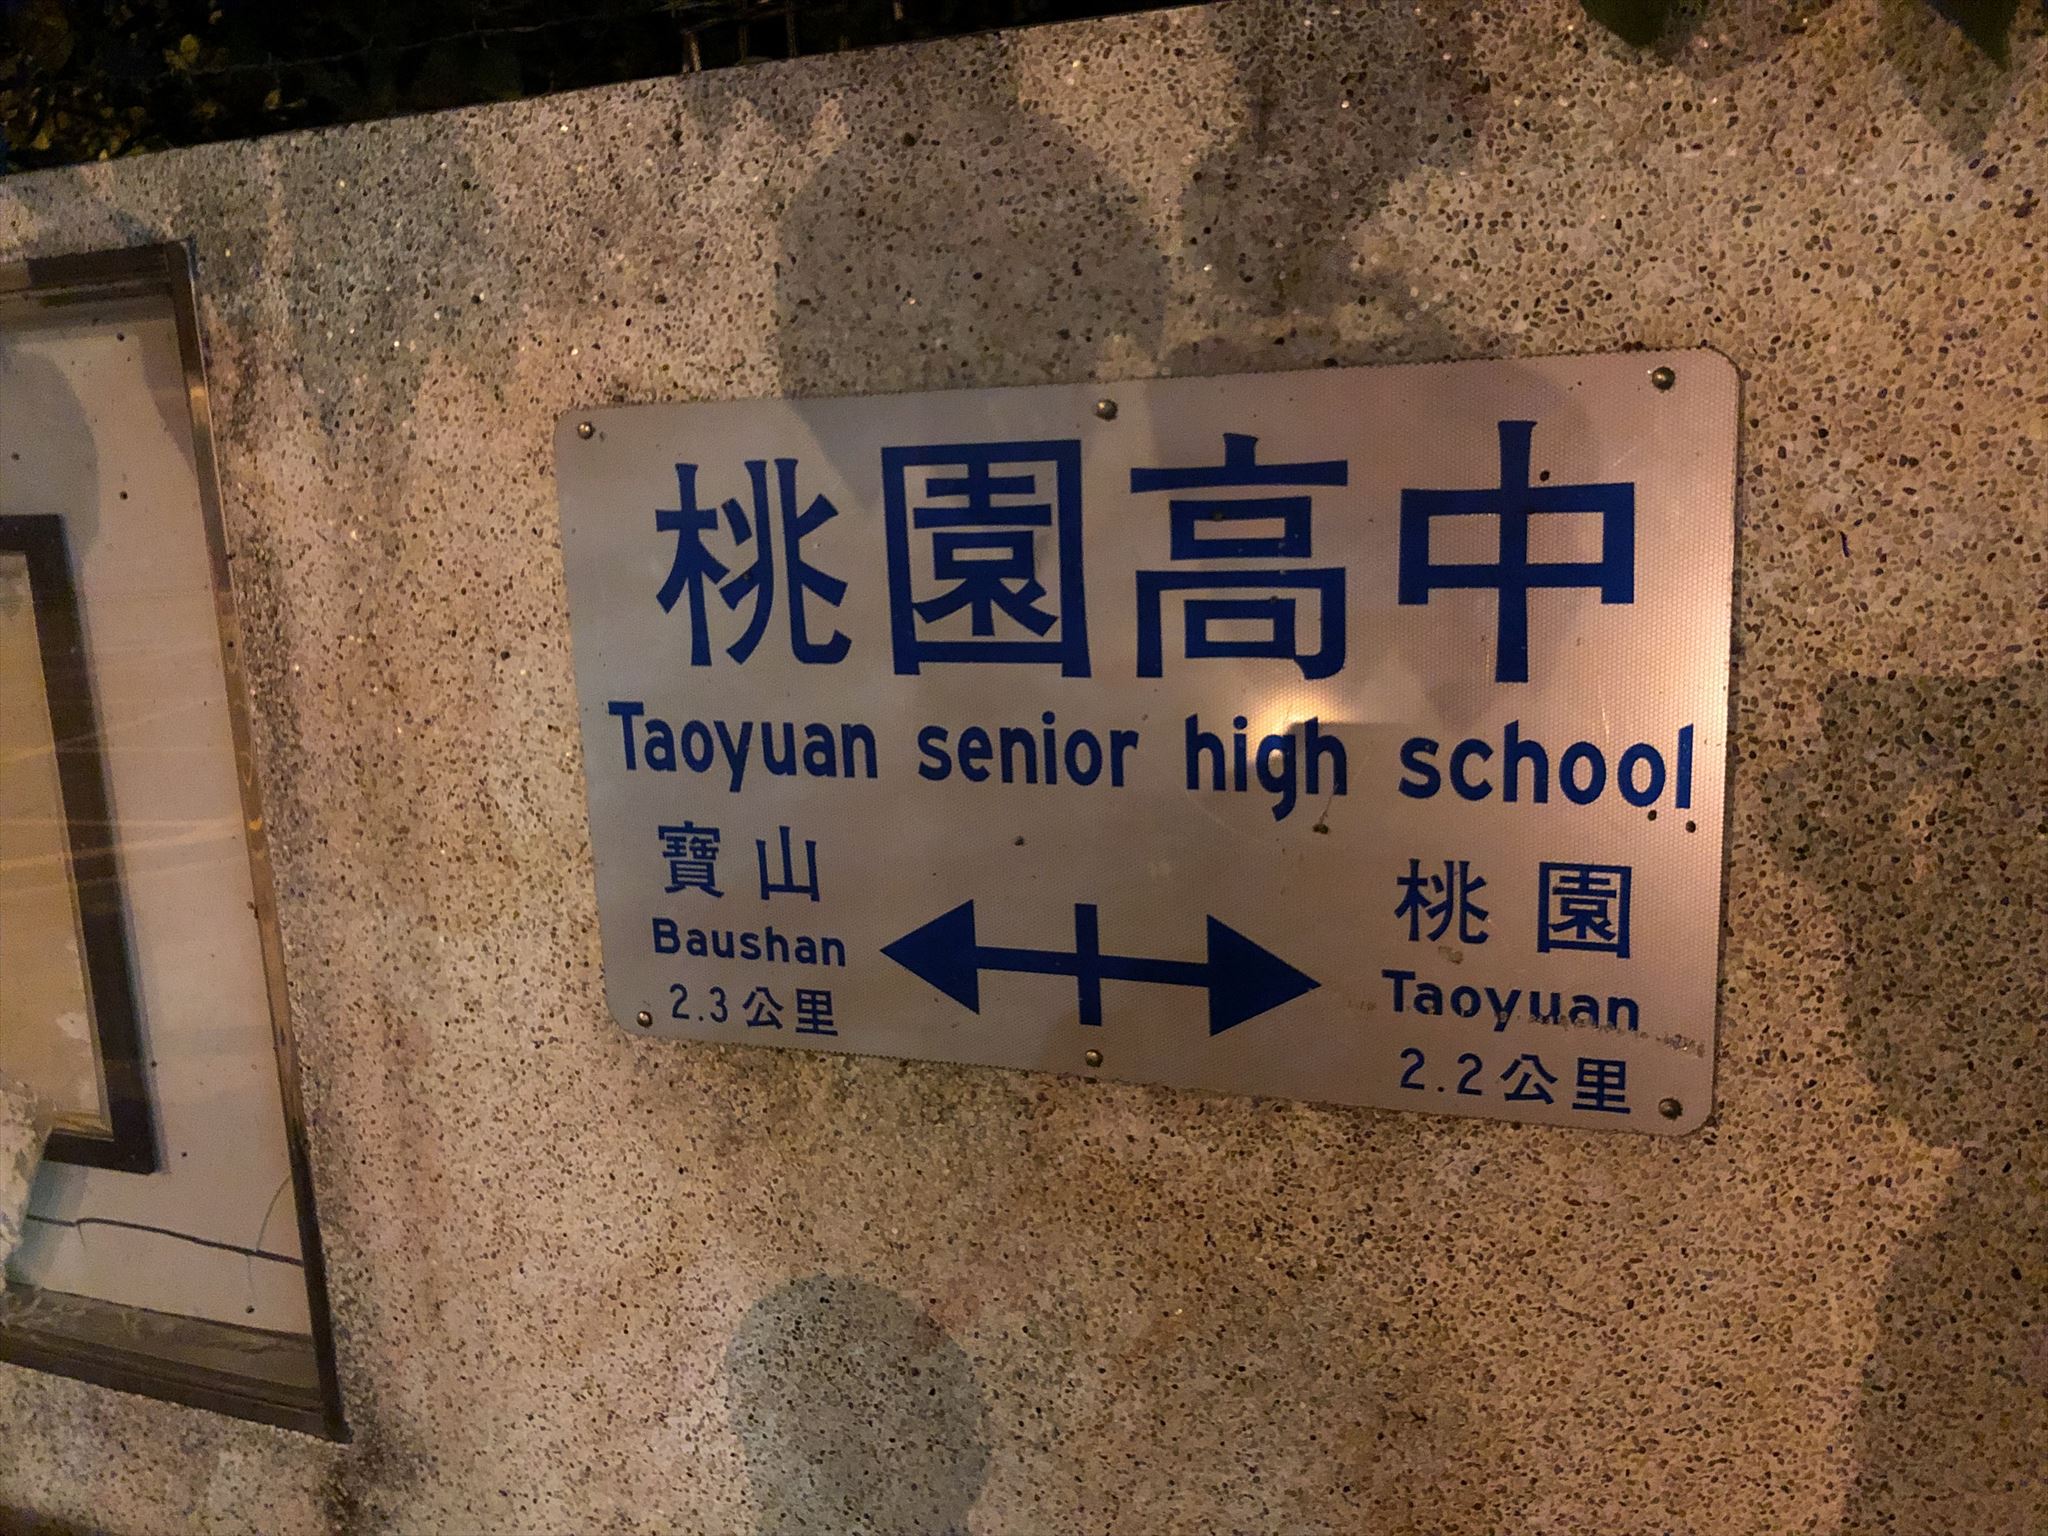 桃園高中
Taoyuan senior high school
寶山
Baushan
2.3公里
桃園
Taoyuan
2.2公里